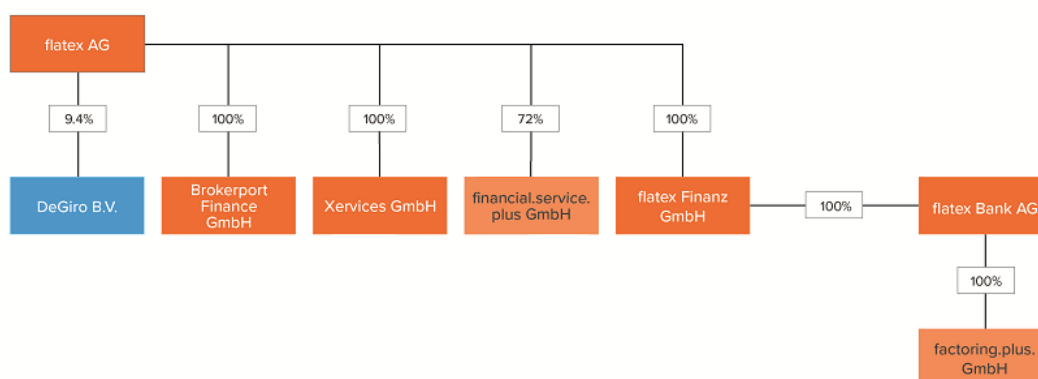 flatex AG
9.4%
100%
100%
72%
100%
DeGiro B.V.
Brokerport
Finance
GmbH
Xervices GmbH
financial.service.
plus GmbH
flatex Finanz
GmbH
100%
flatex Bank AG
100%
factoring.plus.
GmbH